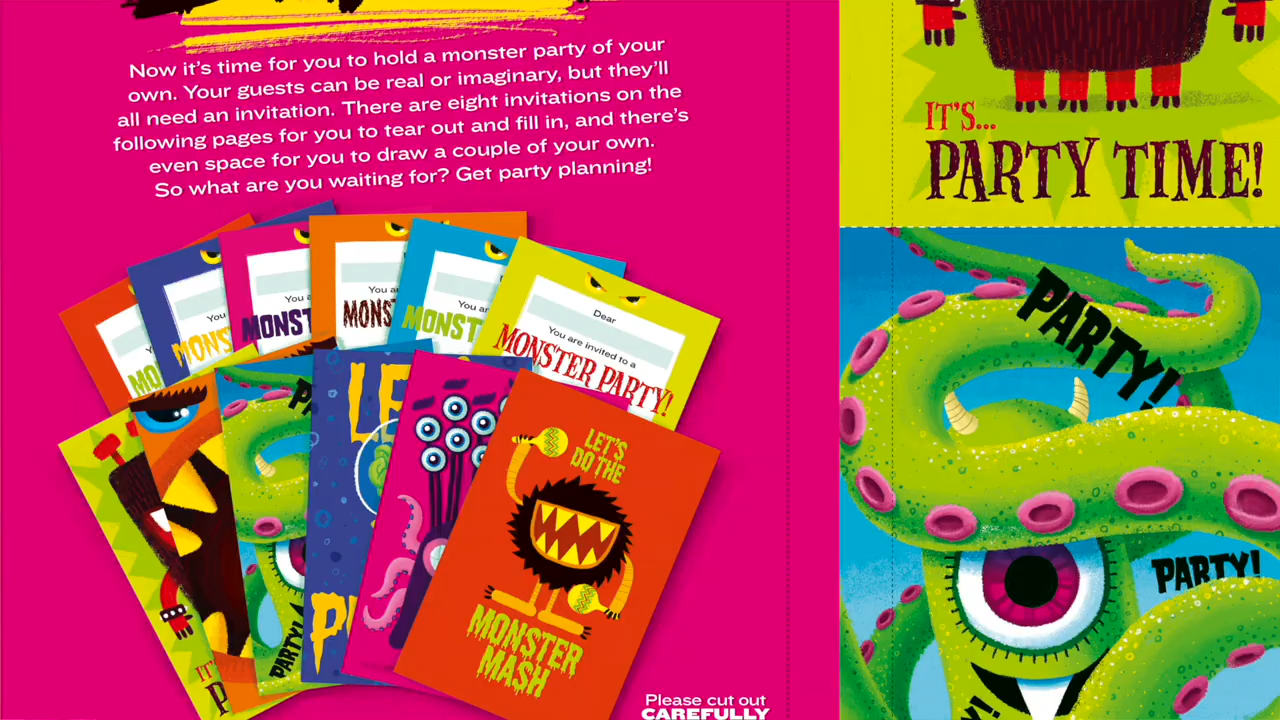 Now it's time for you to hold a monster party of your
own. Your guests can be real or imaginary, but they'll
all need an invitation. There are eight invitations on the
following pages for you to tear out and fill in, and there's
even space for you to draw a couple of your own.
So what are you waiting for? Get party planning!
Dear
You are invited to a
MONSTER PARTY!
LET'S
DO THE
MONSTER
MASH
PARTY!
Please cut out
CAREFULLY
IT'S...
PARTY TIME!
PARTY!
PARTY!